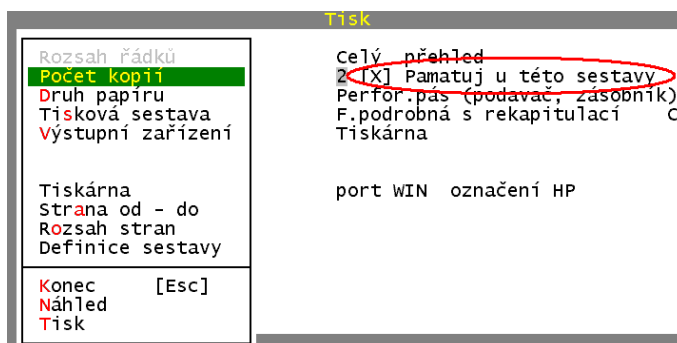 Tisk
Rozsah řádků Celý přehled
Počet kopií 2 [X] Pamatuj u této sestavy
Druh papíru Perfor.pás (podavač, zásobník)
Tisková sestava F.podrobná s rekapitulací
Výstupní zařízení Tiskárna
Tiskárna port WIN označení HP
Strana od - do
Rozsah stran
Definice sestavy
Konec [Esc]
Náhled
Tisk